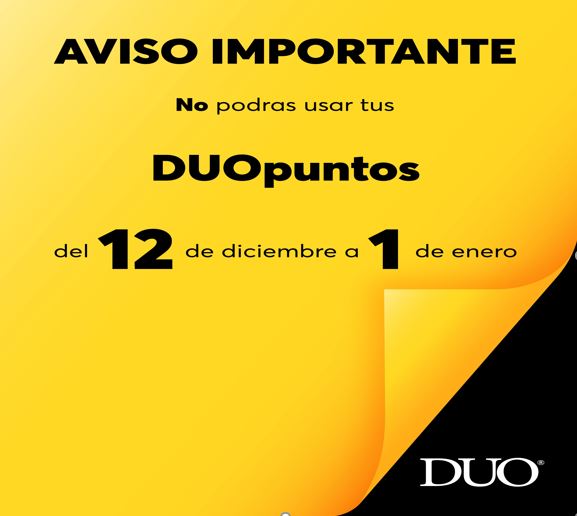 AVISO IMPORTANTE
No podras usar tus
DUOpuntos
del 12 de diciembre a 1 de enero
DUO®